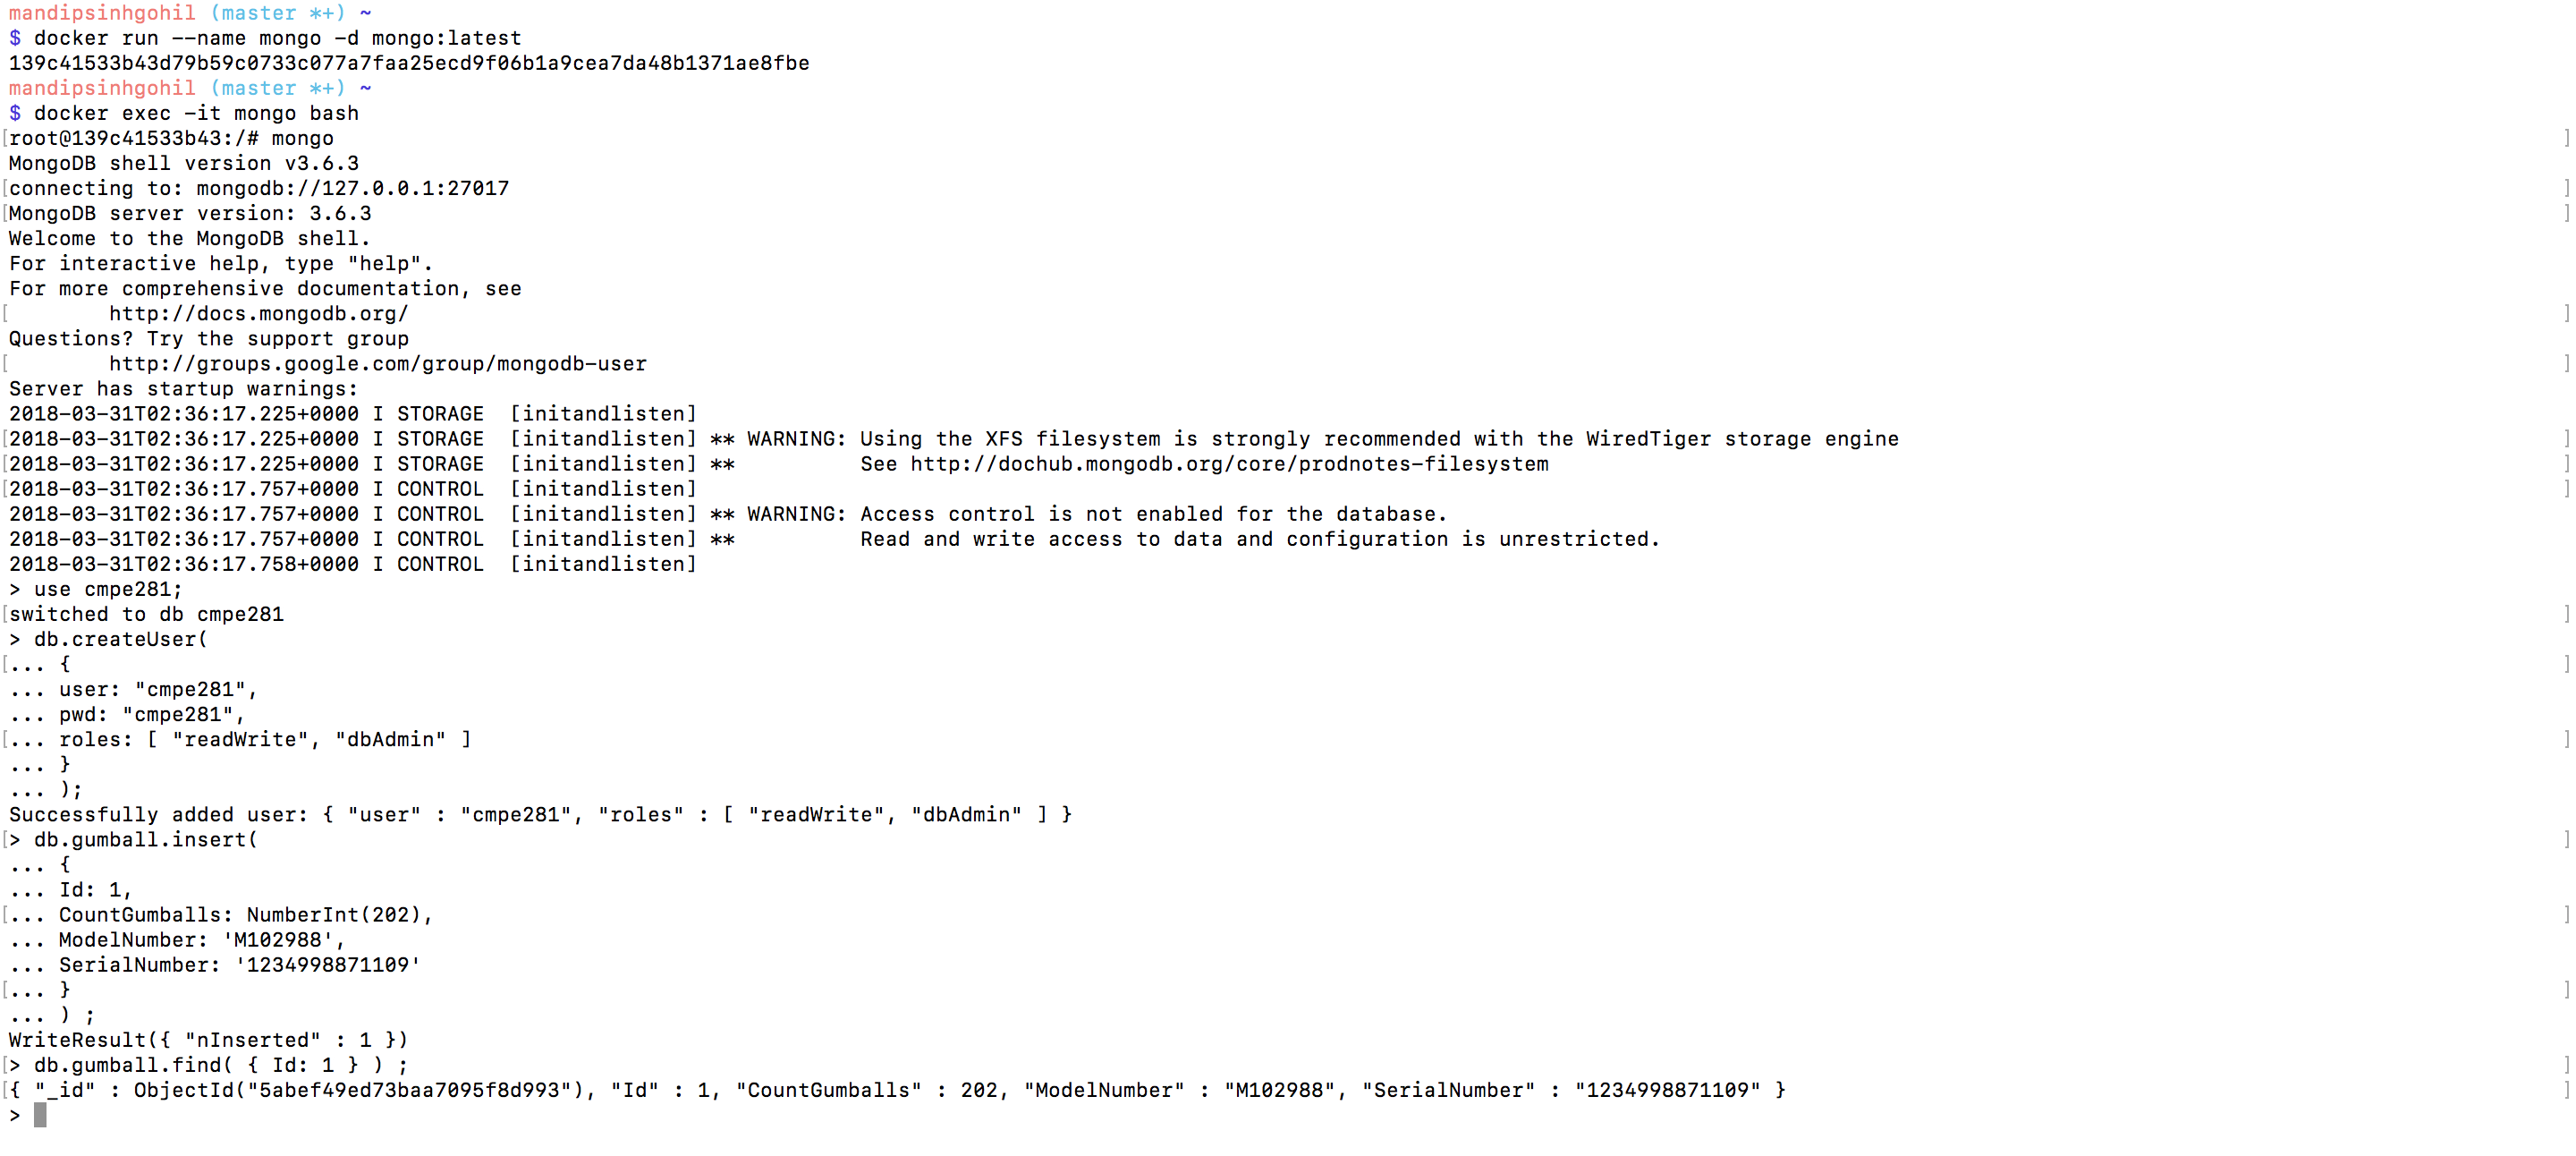 mandipsinhgohil (master *+) ~
$ docker run --name mongo -d mongo:latest
139c41533b43d79b59c0733c077a7faa25ecd9f06b1a9cea7da48b1371ae8fbe
mandipsinhgohil (master *+) ~
$ docker exec -it mongo bash
[root@139c41533b43:/# mongo ]
MongoDB shell version v3.6.3
[connecting to: mongodb://127.0.0.1:27017 ]
[MongoDB server version: 3.6.3 ]
Welcome to the MongoDB shell.
For interactive help, type "help".
For more comprehensive documentation, see
[ http://docs.mongodb.org/ ]
Questions? Try the support group
[ http://groups.google.com/group/mongodb-user ]
Server has startup warnings:
2018-03-31T02:36:17.225+0000 I STORAGE  [initandlisten]
[2018-03-31T02:36:17.225+0000 I STORAGE  [initandlisten] ** WARNING: Using the XFS filesystem is strongly recommended with the WiredTiger storage engine ]
[2018-03-31T02:36:17.225+0000 I STORAGE  [initandlisten] **          See http://dochub.mongodb.org/core/prodnotes-filesystem ]
[2018-03-31T02:36:17.757+0000 I CONTROL  [initandlisten] ]
2018-03-31T02:36:17.757+0000 I CONTROL  [initandlisten] ** WARNING: Access control is not enabled for the database.
2018-03-31T02:36:17.757+0000 I CONTROL  [initandlisten] **          Read and write access to data and configuration is unrestricted.
2018-03-31T02:36:17.758+0000 I CONTROL  [initandlisten]
> use cmpe281;
[switched to db cmpe281 ]
> db.createUser(
[... { ]
... user: "cmpe281",
... pwd: "cmpe281",
[... roles: [ "readWrite", "dbAdmin" ] ]
... }
... );
Successfully added user: { "user" : "cmpe281", "roles" : [ "readWrite", "dbAdmin" ] }
[> db.gumball.insert( ]
... {
... Id: 1,
[... CountGumballs: NumberInt(202), ]
... ModelNumber: 'M102988',
... SerialNumber: '1234998871109'
[... } ]
... ) ;
WriteResult({ "nInserted" : 1 })
[> db.gumball.find( { Id: 1 } ) ; ]
[{ "_id" : ObjectId("5abef49ed73baa7095f8d993"), "Id" : 1, "CountGumballs" : 202, "ModelNumber" : "M102988", "SerialNumber" : "1234998871109" } ]
>